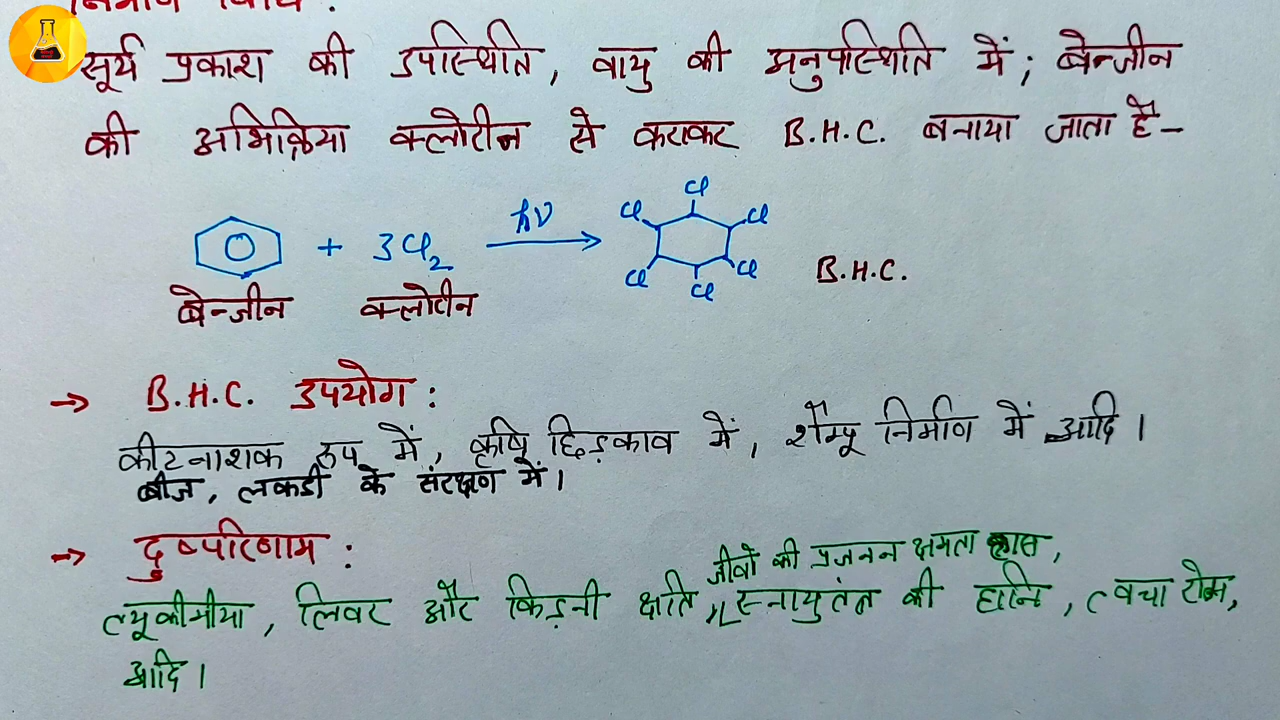 निर्माण विधि :
सूर्य प्रकाश की उपस्थिति, वायु की अनुपस्थिति में; बेन्जीन
की अभिक्रिया क्लोरीन से कराकर B.H.C. बनाया जाता है-
Cl
Cl Cl
hν
+ 3Cl₂
Cl Cl
Cl
B.H.C.
बेन्जीन क्लोरीन
→ B.H.C. उपयोग :
कीटनाशक रूप में, कृषि छिड़काव में, शैम्पू निर्माण में आदि।
बीज, लकडी के संरक्षण में।
→ दुष्परिणाम :
जीवों की प्रजनन क्षमता ह्रास,
ल्यूकीमीया, लिवर और किड़नी क्षति, स्नायुतंत्र की हानि, त्वचा रोग,
आदि।